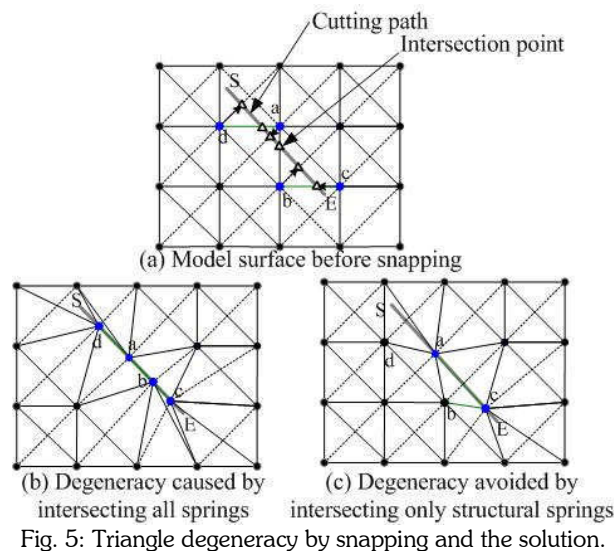 Cutting path
Intersection point
S
a
d
c
b
E
(a) Model surface before snapping
S
d
a
b
c
E
S
a
d
b
c
E
(b) Degeneracy caused by
intersecting all springs
(c) Degeneracy avoided by
intersecting only structural springs
Fig. 5: Triangle degeneracy by snapping and the solution.